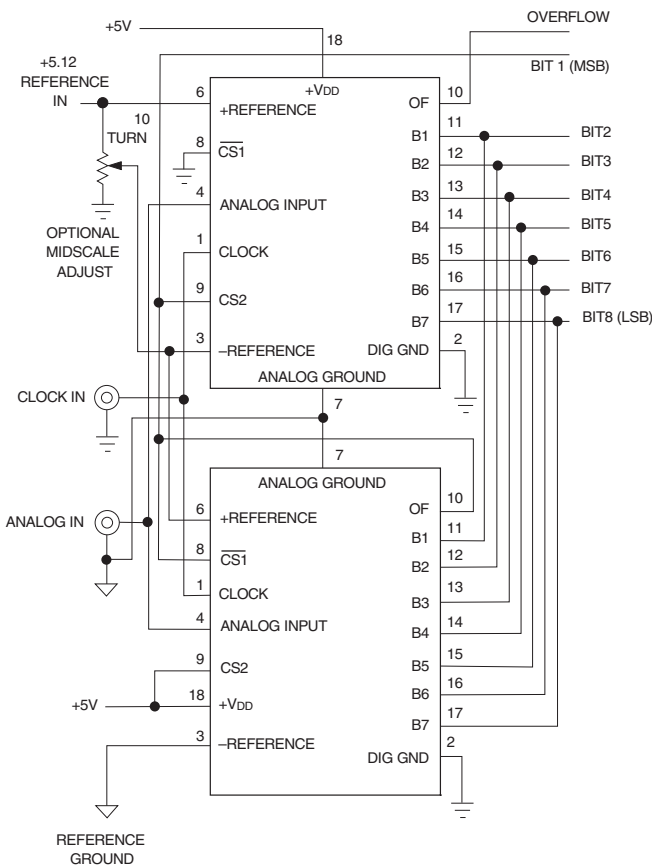 OVERFLOW
+5V
18
BIT 1 (MSB)
+5.12
REFERENCE
IN
+VDD
10
6
+REFERENCE
OF
10
TURN
11
B1
BIT2
8
CS1
12
B2
BIT3
4
13
B3
BIT4
ANALOG INPUT
14
B4
BIT5
OPTIONAL
MIDSCALE
ADJUST
1
CLOCK
15
B5
BIT6
9
CS2
16
B6
BIT7
17
B7
BIT8 (LSB)
3
–REFERENCE
2
DIG GND
ANALOG GROUND
CLOCK IN
7
7
ANALOG GROUND
10
OF
6
+REFERENCE
ANALOG IN
11
B1
8
CS1
12
B2
1
CLOCK
13
B3
4
ANALOG INPUT
14
B4
9
CS2
15
B5
+5V
18
+VDD
16
B6
17
B7
3
–REFERENCE
2
DIG GND
REFERENCE
GROUND